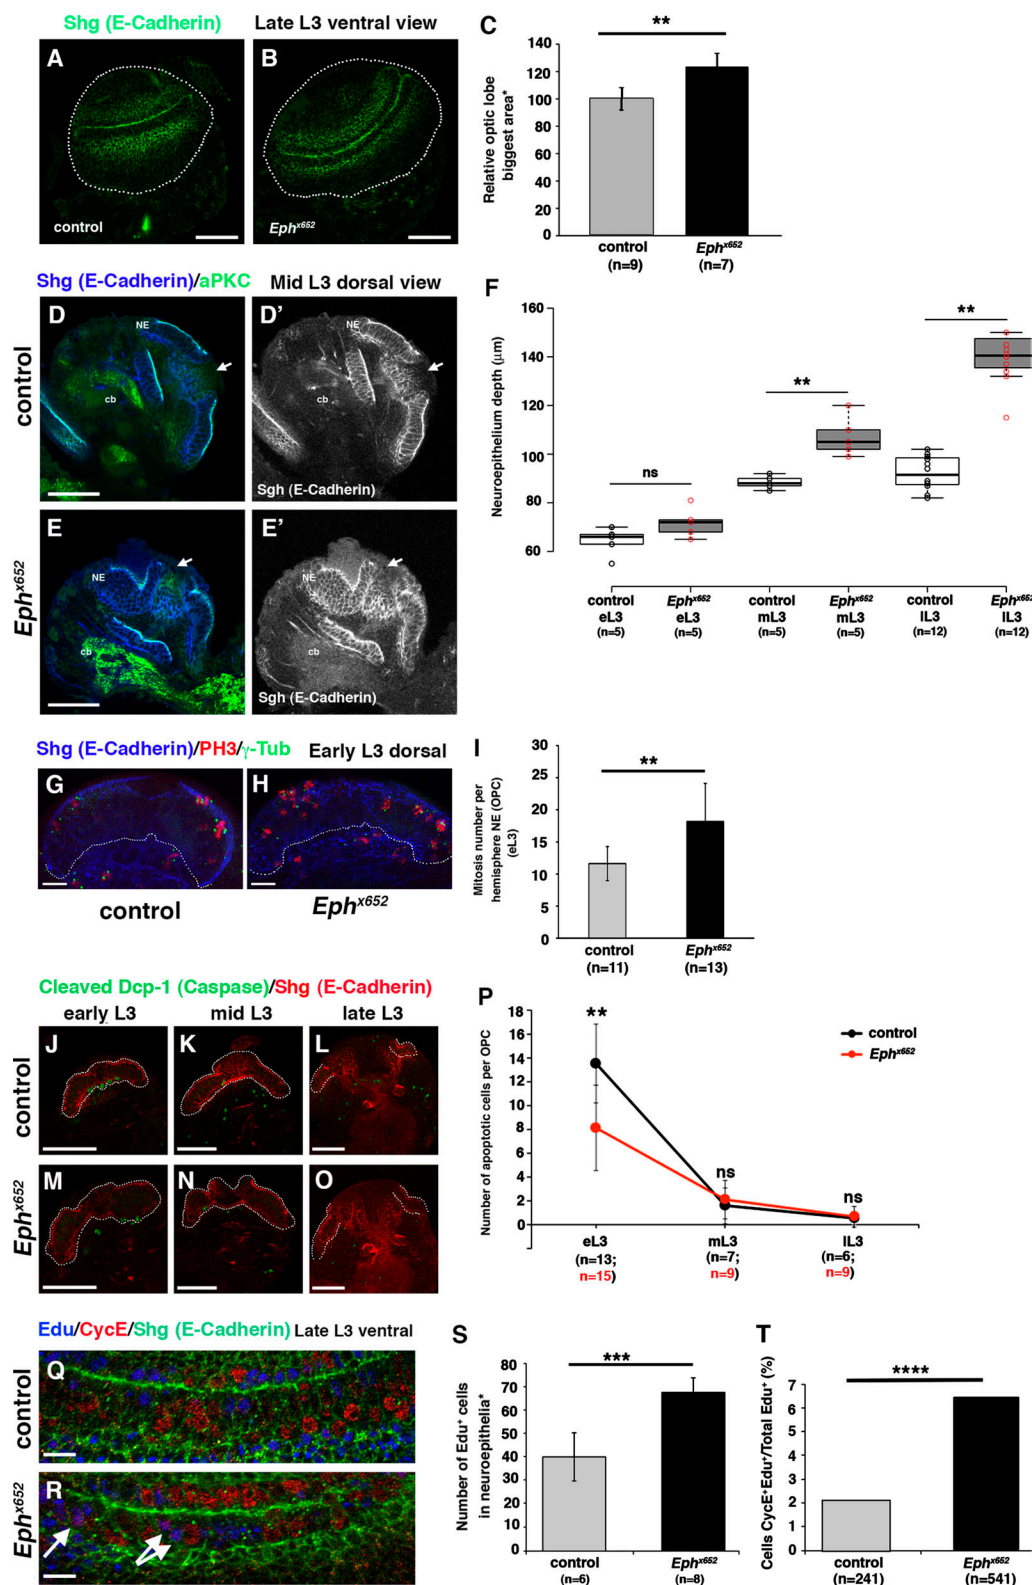 Shg (E-Cadherin) Late L3 ventral view
A
control
B
Eph^x652
C
**
Relative optic lobe
biggest area*
140
120
100
80
60
40
20
0
control
(n=9)
Eph^x652
(n=7)
Shg (E-Cadherin)/aPKC Mid L3 dorsal view
control
D
NE
cb
D'
NE
cb
Sgh (E-Cadherin)
Eph^x652
E
NE
cb
E'
NE
cb
Sgh (E-Cadherin)
F
Neuroepithelium depth (μm)
160
140
120
100
80
60
ns
**
**
control
eL3
(n=5)
Eph^x652
eL3
(n=5)
control
mL3
(n=5)
Eph^x652
mL3
(n=5)
control
lL3
(n=12)
Eph^x652
lL3
(n=12)
Shg (E-Cadherin)/PH3/γ-Tub Early L3 dorsal
G
H
control
Eph^x652
I
**
Mitosis number per
hemisphere NE (OPC)
(eL3)
30
25
20
15
10
5
0
control
(n=11)
Eph^x652
(n=13)
Cleaved Dcp-1 (Caspase)/Shg (E-Cadherin)
early L3 mid L3 late L3
control
J
K
L
Eph^x652
M
N
O
P
Number of apoptotic cells per OPC
18
16
14
12
10
8
6
4
2
0
**
ns
ns
control
Eph^x652
eL3
(n=13;
n=15)
mL3
(n=7;
n=9)
lL3
(n=6;
n=9)
Edu/CycE/Shg (E-Cadherin) Late L3 ventral
control
Q
Eph^x652
R
S
***
Number of Edu⁺ cells
in neuroepithelia*
80
70
60
50
40
30
20
10
0
control
(n=6)
Eph^x652
(n=8)
T
****
Cells CycE⁺Edu⁺/Total Edu⁺ (%)
7
6
5
4
3
2
1
0
control
(n=241)
Eph^x652
(n=541)